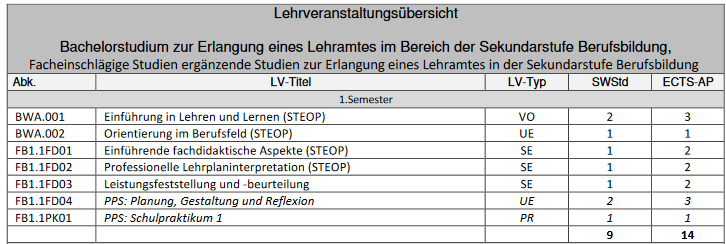 Lehrveranstaltungsübersicht
Bachelorstudium zur Erlangung eines Lehramtes im Bereich der Sekundarstufe Berufsbildung,
Facheinschlägige Studien ergänzende Studien zur Erlangung eines Lehramtes in der Sekundarstufe Berufsbildung
Abk. LV-Titel LV-Typ SWStd ECTS-AP
1.Semester
BWA.001 Einführung in Lehren und Lernen (STEOP) VO 2 3
BWA.002 Orientierung im Berufsfeld (STEOP) UE 1 1
FB1.1FD01 Einführende fachdidaktische Aspekte (STEOP) SE 1 2
FB1.1FD02 Professionelle Lehrplaninterpretation (STEOP) SE 1 2
FB1.1FD03 Leistungsfeststellung und -beurteilung SE 1 2
FB1.1FD04 PPS: Planung, Gestaltung und Reflexion UE 2 3
FB1.1PK01 PPS: Schulpraktikum 1 PR 1 1
9 14